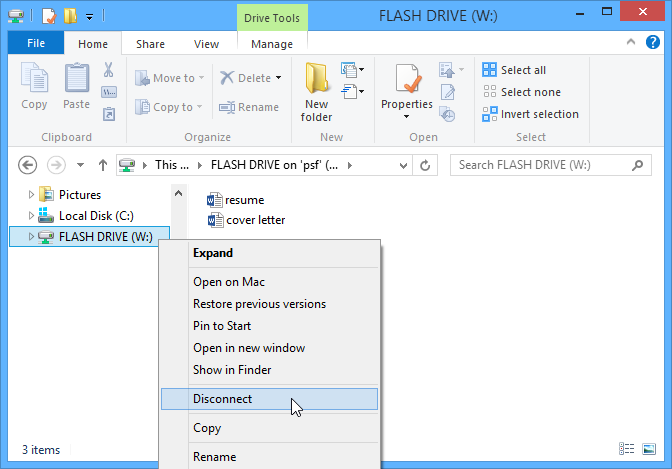 FLASH DRIVE (W:)
Drive Tools
File
Home
Share
View
Manage
Copy
Paste
Move to
Copy to
Delete
Rename
New
folder
Properties
Select all
Select none
Invert selection
Clipboard
Organize
New
Open
Select
This ...
FLASH DRIVE on 'psf' (...
Search FLASH DRIVE (W:)
Pictures
Local Disk (C:)
FLASH DRIVE (W:)
resume
cover letter
Expand
Open on Mac
Restore previous versions
Pin to Start
Open in new window
Show in Finder
Disconnect
Copy
Rename
3 items